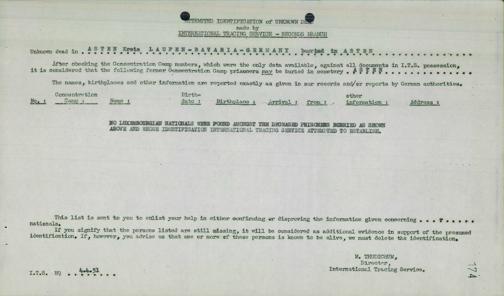 ATTEMPTED IDENTIFICATION of UNKNOWN DEAD
made by
INTERNATIONAL TRACING SERVICE - RECORDS BRANCH
Unknown dead in ASTEN Kreis LAUFEN-BAVARIA-GERMANY buried in ASTEN
After checking the Concentration Camp numbers, which were the only data available, against all documents in I.T.S. possession,
it is considered that the following former Concentration Camp prisoners may be buried in cemetery . ASTEN . . . .
The names, birthplaces and other information are reported exactly as given in our records and/or reports by German authorities.
Concentration Birth- other
No. : Camp : Name : Date : Birthplace : Arrival : from : information : Address :
NO LUXEMBOURGIAN NATIONALS WERE FOUND AMONGST THE DECEASED PRISONERS BURRIED AS SHOWN
ABOVE AND WHOSE IDENTIFICATION INTERNATIONAL TRACING SERVICE ATTEMPTED TO ESTABLISH.
This list is sent to you to enlist your help in either confirming or disproving the information given concerning
nationals.
If you signify that the persons listed are still missing, it will be considered as additional evidence in support of the presumed
identification. If, however, you advise us that one or more of these persons is known to be alive, we must delete the identification.
Director,
International Tracing Service.
I.T.S. HQ 4.4.51
174